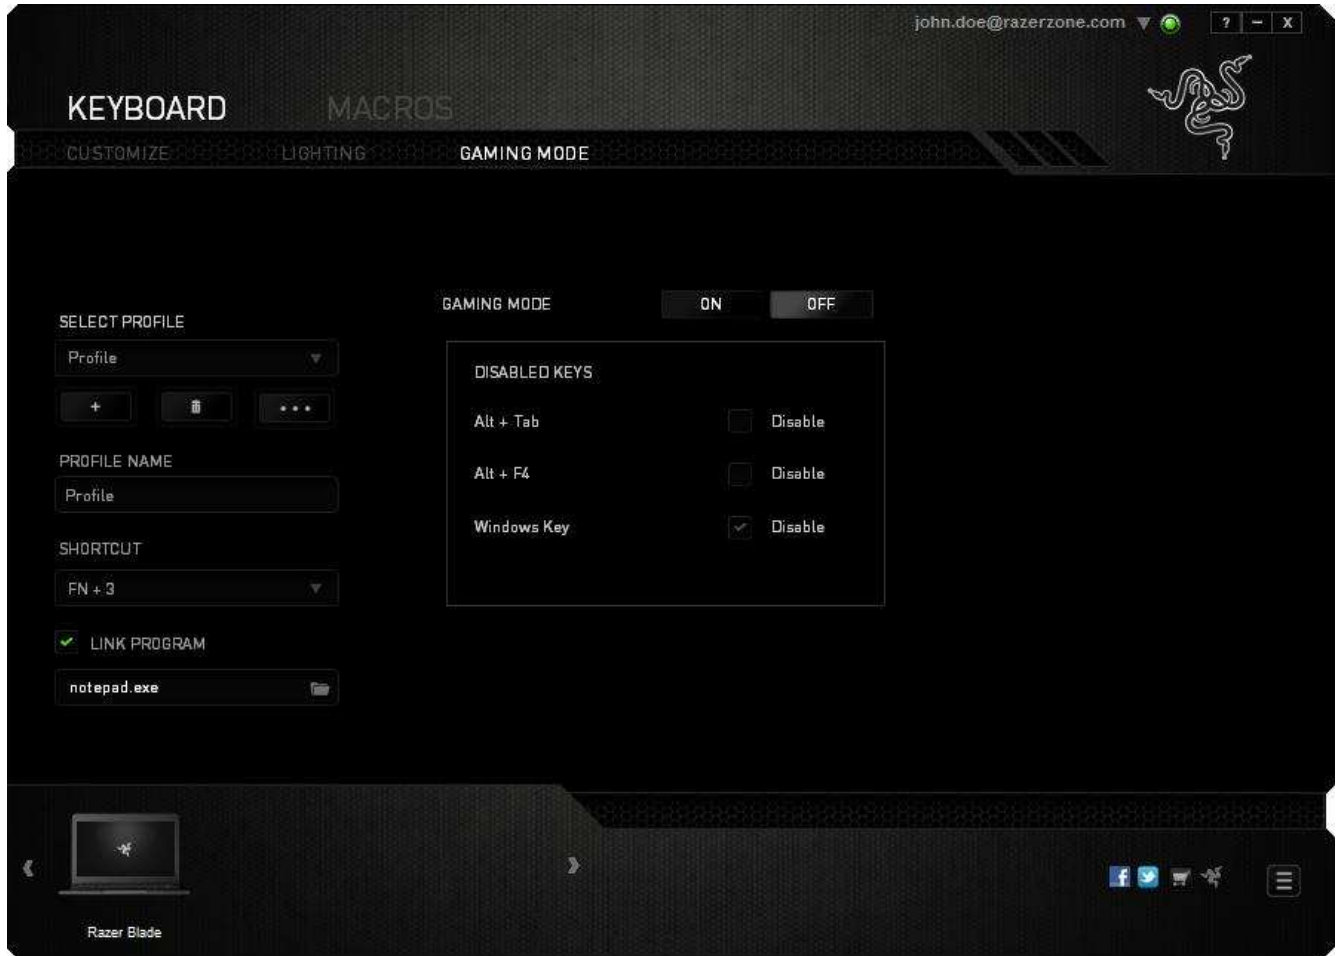 john.doe@razerzone.com
? - X
KEYBOARD MACROS
CUSTOMIZE LIGHTING GAMING MODE
GAMING MODE ON OFF
SELECT PROFILE
Profile
+ •••
PROFILE NAME
Profile
SHORTCUT
FN + 3
LINK PROGRAM
notepad.exe
DISABLED KEYS
Alt + Tab Disable
Alt + F4 Disable
Windows Key Disable
Razer Blade